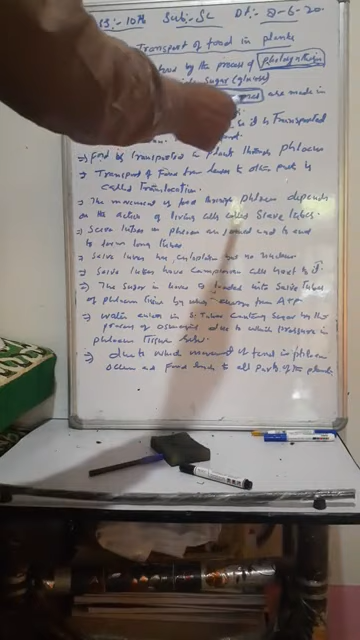 10th Sub:- Sc Dt:- 8-6-20
Transport of food in plants
by the process of photosynthesis
Sugar (glucose)
are made in
so it is Transported
⇒ Food is Transported in plants through phloem
⇒ Transport of Food from leaves to other parts is
called Translocation.
⇒ The movement of food through phloem depends
on the action of living cells called Sieve tubes.
⇒ Sieve tubes in phloem are joined end to end
to form long tubes
⇒ Sieve tubes cytoplasm but no nucleus
⇒ Sieve tubes have companion cells next to it.
⇒ The Sugar in leaves is loaded into Sieve Tubes
of phloem tissue by using energy from ATP
⇒ water enters in S. Tubes Containing Sugar by the
process of osmosis due to which Pressure in
phloem Tissue
⇒ due to which movement of food in phloem
occurs and Food to all parts of the plant